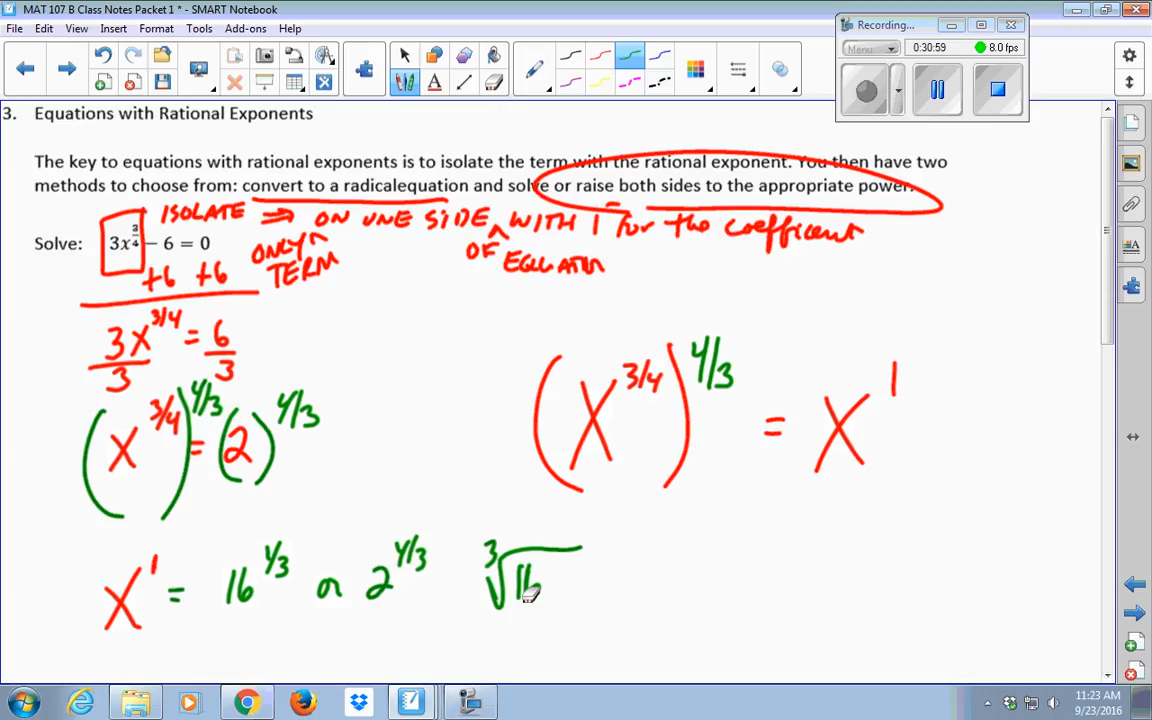 MAT 107 B Class Notes Packet 1 * - SMART Notebook
File Edit View Insert Format Tools Add-ons Help
Recording...
Menu 0:30:59 8.0 fps
3. Equations with Rational Exponents
The key to equations with rational exponents is to isolate the term with the rational exponent. You then have two
methods to choose from: convert to a radicalequation and solve or raise both sides to the appropriate power.
ISOLATE ⇒ ON ONE SIDE ^ WITH 1 for the coefficient
ONLY ^ TERM
OF EQUATION
Solve: 3x^(3/4) − 6 = 0
+6 +6
3x^(3/4) = 6
3 3
(x^(3/4))^(4/3) = (2)^(4/3)
(X^(3/4))^(4/3) = X^1
X^1 = 16^(1/3) or 2^(4/3) ∛16
11:23 AM
9/23/2016